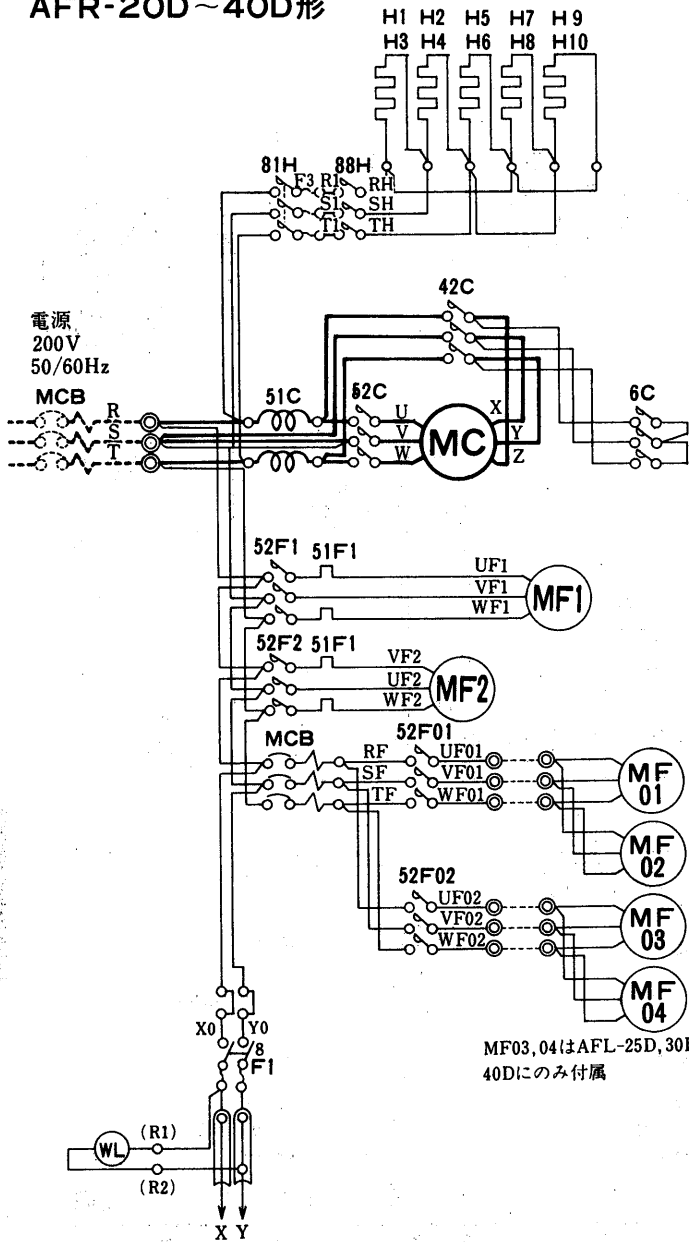 AFR-20D～40D形
H1 H2 H5 H7 H9
H3 H4 H6 H8 H10
81H F3 R1 88H RH
S1 SH
T1 TH
42C
電源
200V
50/60Hz
MCB
R
S
T
51C
52C
U
V
W
MC
X
Y
Z
6C
52F1 51F1
UF1
VF1
WF1
MF1
52F2 51F1
VF2
UF2
WF2
MF2
MCB
RF
SF
TF
52F01
UF01
VF01
WF01
MF
01
MF
02
52F02
UF02
VF02
WF02
MF
03
MF
04
MF03,04はAFL-25D,30
40Dにのみ付属
X0 Y0
8
F1
WL
(R1)
(R2)
X Y